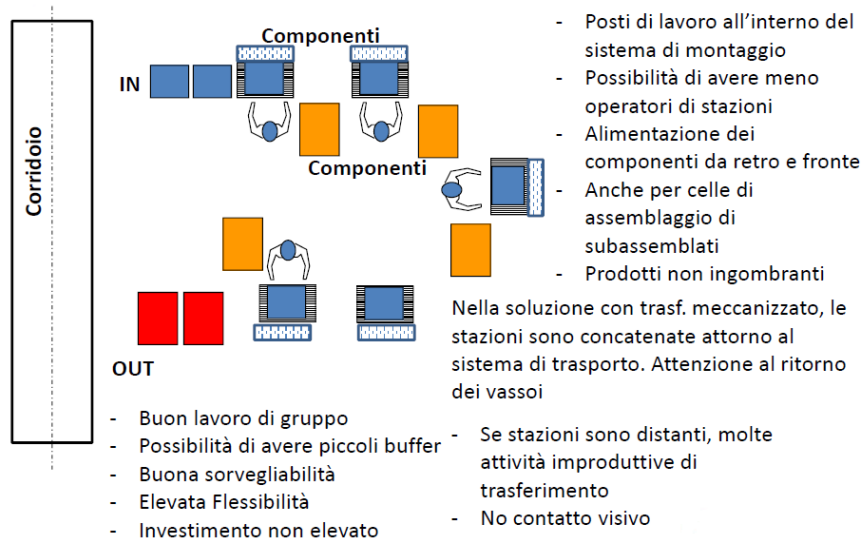 Corridoio
Componenti
IN
Componenti
OUT
- Posti di lavoro all'interno del
sistema di montaggio
- Possibilità di avere meno
operatori di stazioni
- Alimentazione dei
componenti da retro e fronte
- Anche per celle di
assemblaggio di
subassemblati
- Prodotti non ingombranti
Nella soluzione con trasf. meccanizzato, le
stazioni sono concatenate attorno al
sistema di trasporto. Attenzione al ritorno
dei vassoi
- Buon lavoro di gruppo
- Possibilità di avere piccoli buffer
- Buona sorvegliabilità
- Elevata Flessibilità
- Investimento non elevato
- Se stazioni sono distanti, molte
attività improduttive di
trasferimento
- No contatto visivo